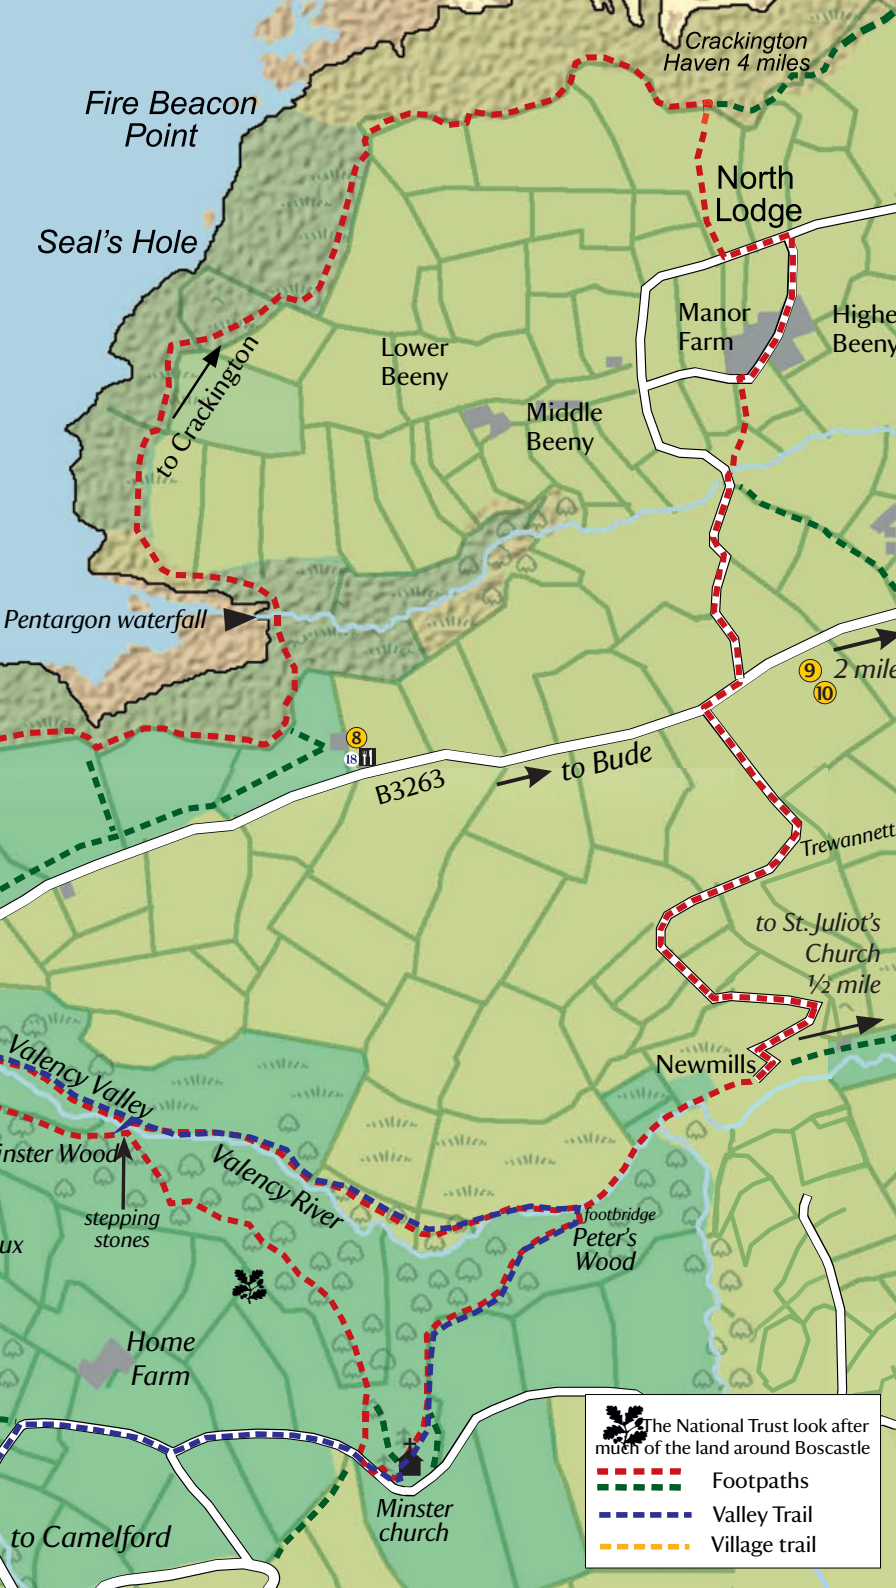 Crackington
Haven 4 miles
Fire Beacon
Point
North
Lodge
Seal's Hole
Manor
Farm
Highe
Beeny
Lower
Beeny
to Crackington
Middle
Beeny
Pentargon waterfall
9
2 mile
10
8
18
B3263
to Bude
Trewannett
to St. Juliot's
Church
½ mile
Newmills
Valency Valley
inster Wood
Valency River
stepping
stones
footbridge
Peter's
Wood
ux
Home
Farm
Minster
church
to Camelford
The National Trust look after
much of the land around Boscastle
Footpaths
Valley Trail
Village trail